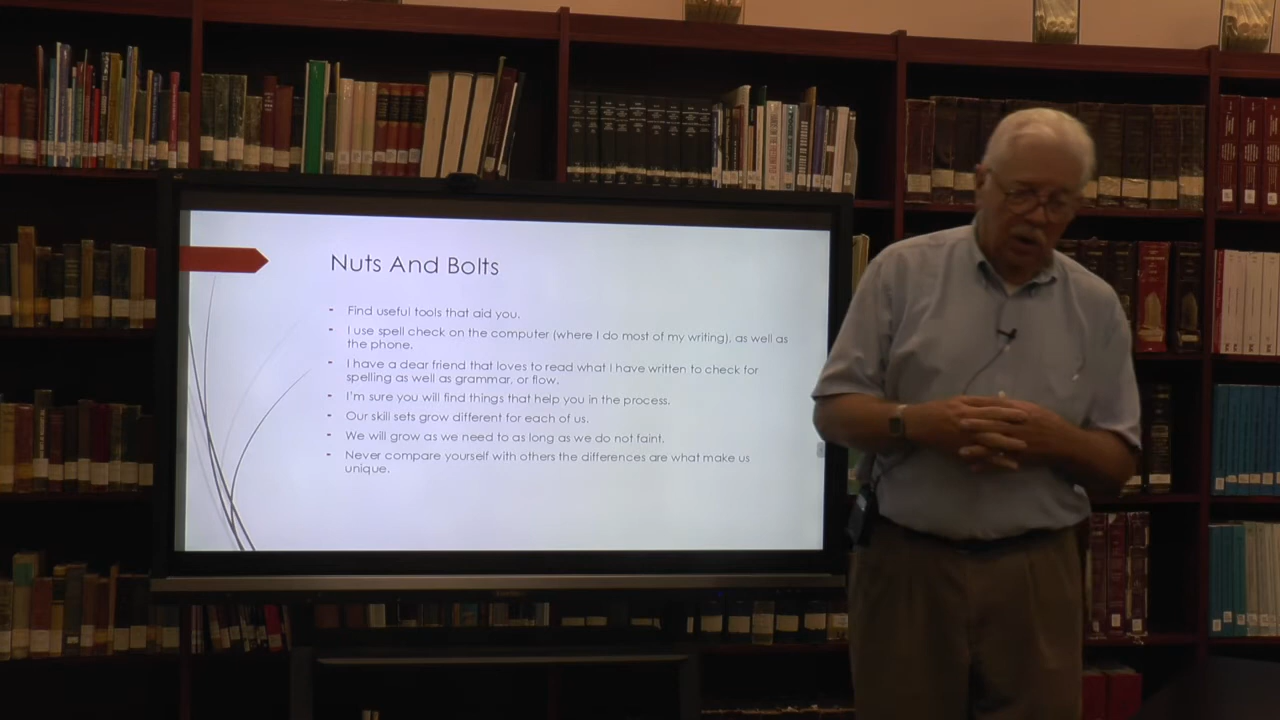 Nuts And Bolts
- Find useful tools that aid you.
- I use spell check on the computer (where I do most of my writing), as well as
the phone.
- I have a dear friend that loves to read what I have written to check for
spelling as well as grammar, or flow.
- I'm sure you will find things that help you in the process.
- Our skill sets grow different for each of us.
- We will grow as we need to as long as we do not faint.
- Never compare yourself with others the differences are what make us
unique.